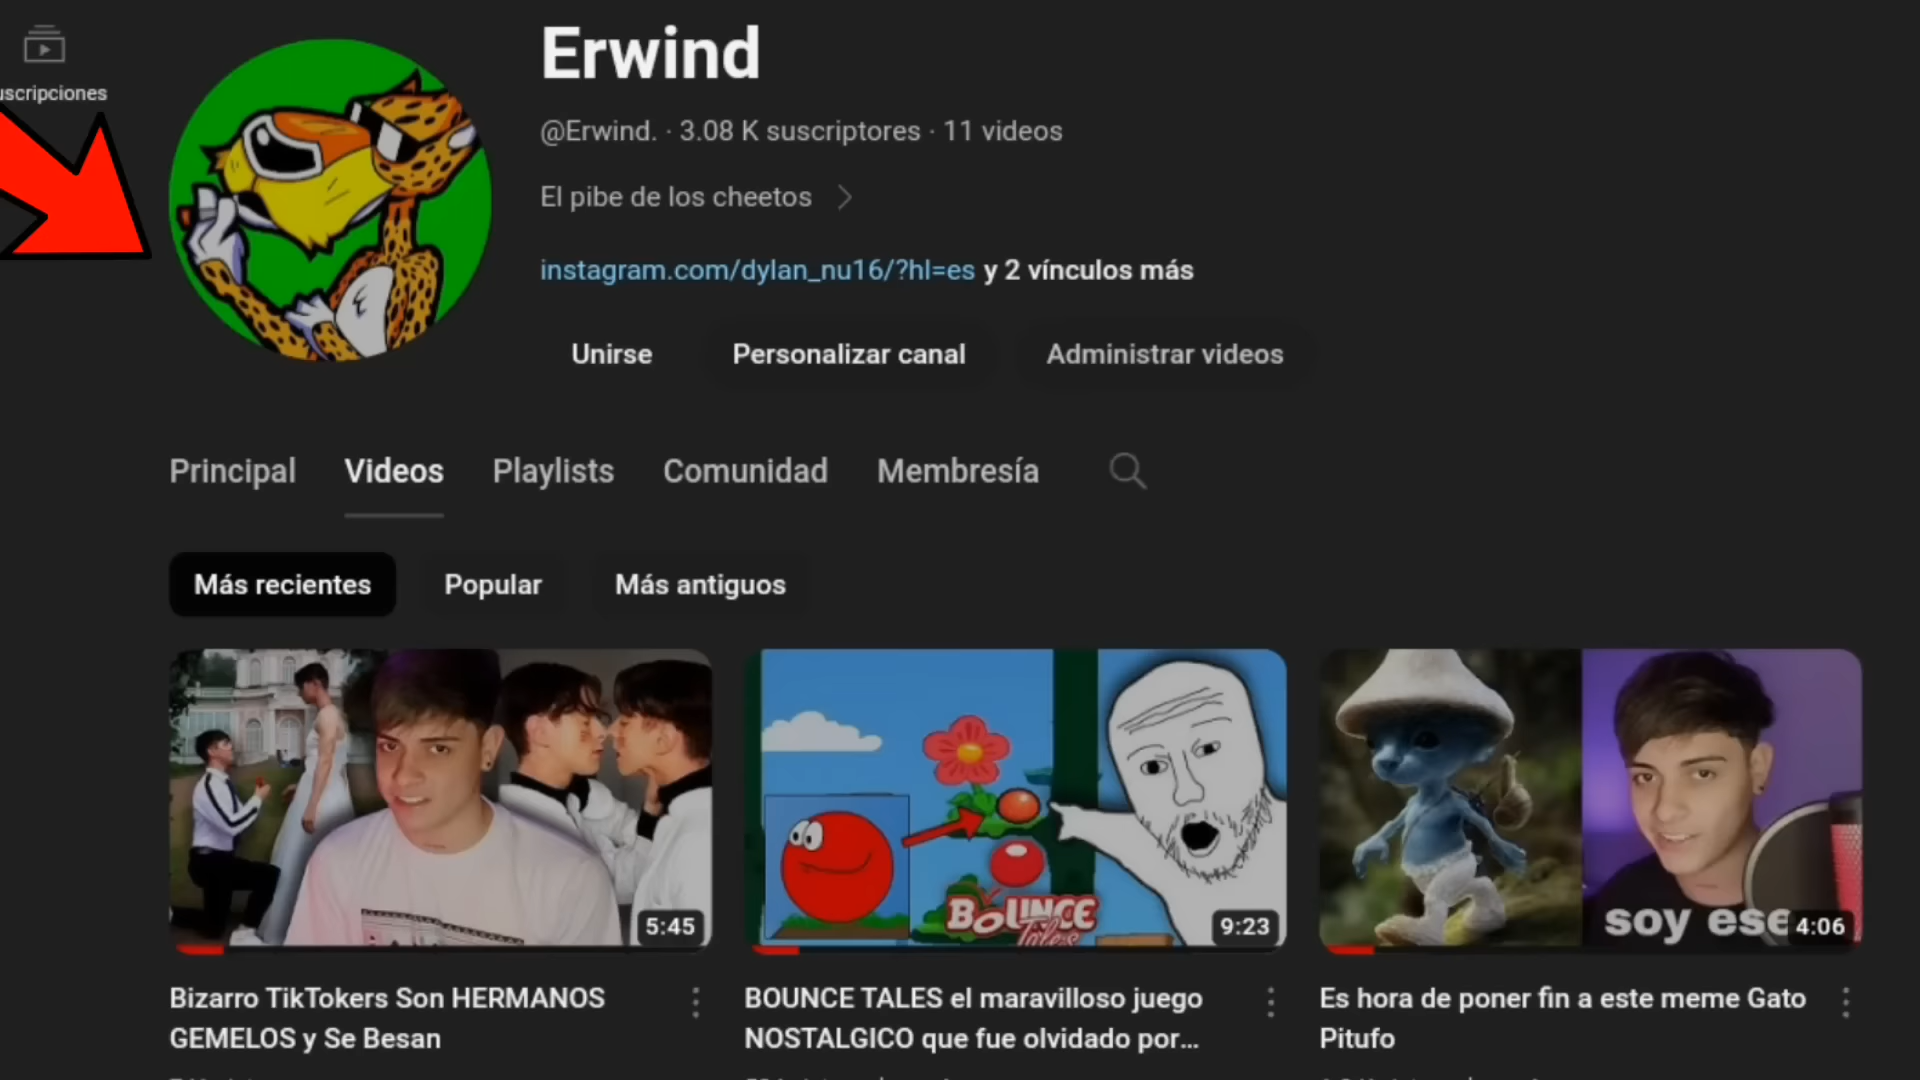 uscripciones
Erwind
@Erwind. · 3.08 K suscriptores · 11 videos
El pibe de los cheetos
instagram.com/dylan_nu16/?hl=es y 2 vínculos más
Unirse
Personalizar canal
Administrar videos
Principal
Videos
Playlists
Comunidad
Membresía
Más recientes
Popular
Más antiguos
BOUNCE
Tales
soy ese
5:45
9:23
4:06
Bizarro TikTokers Son HERMANOS
GEMELOS y Se Besan
BOUNCE TALES el maravilloso juego
NOSTALGICO que fue olvidado por...
Es hora de poner fin a este meme Gato
Pitufo